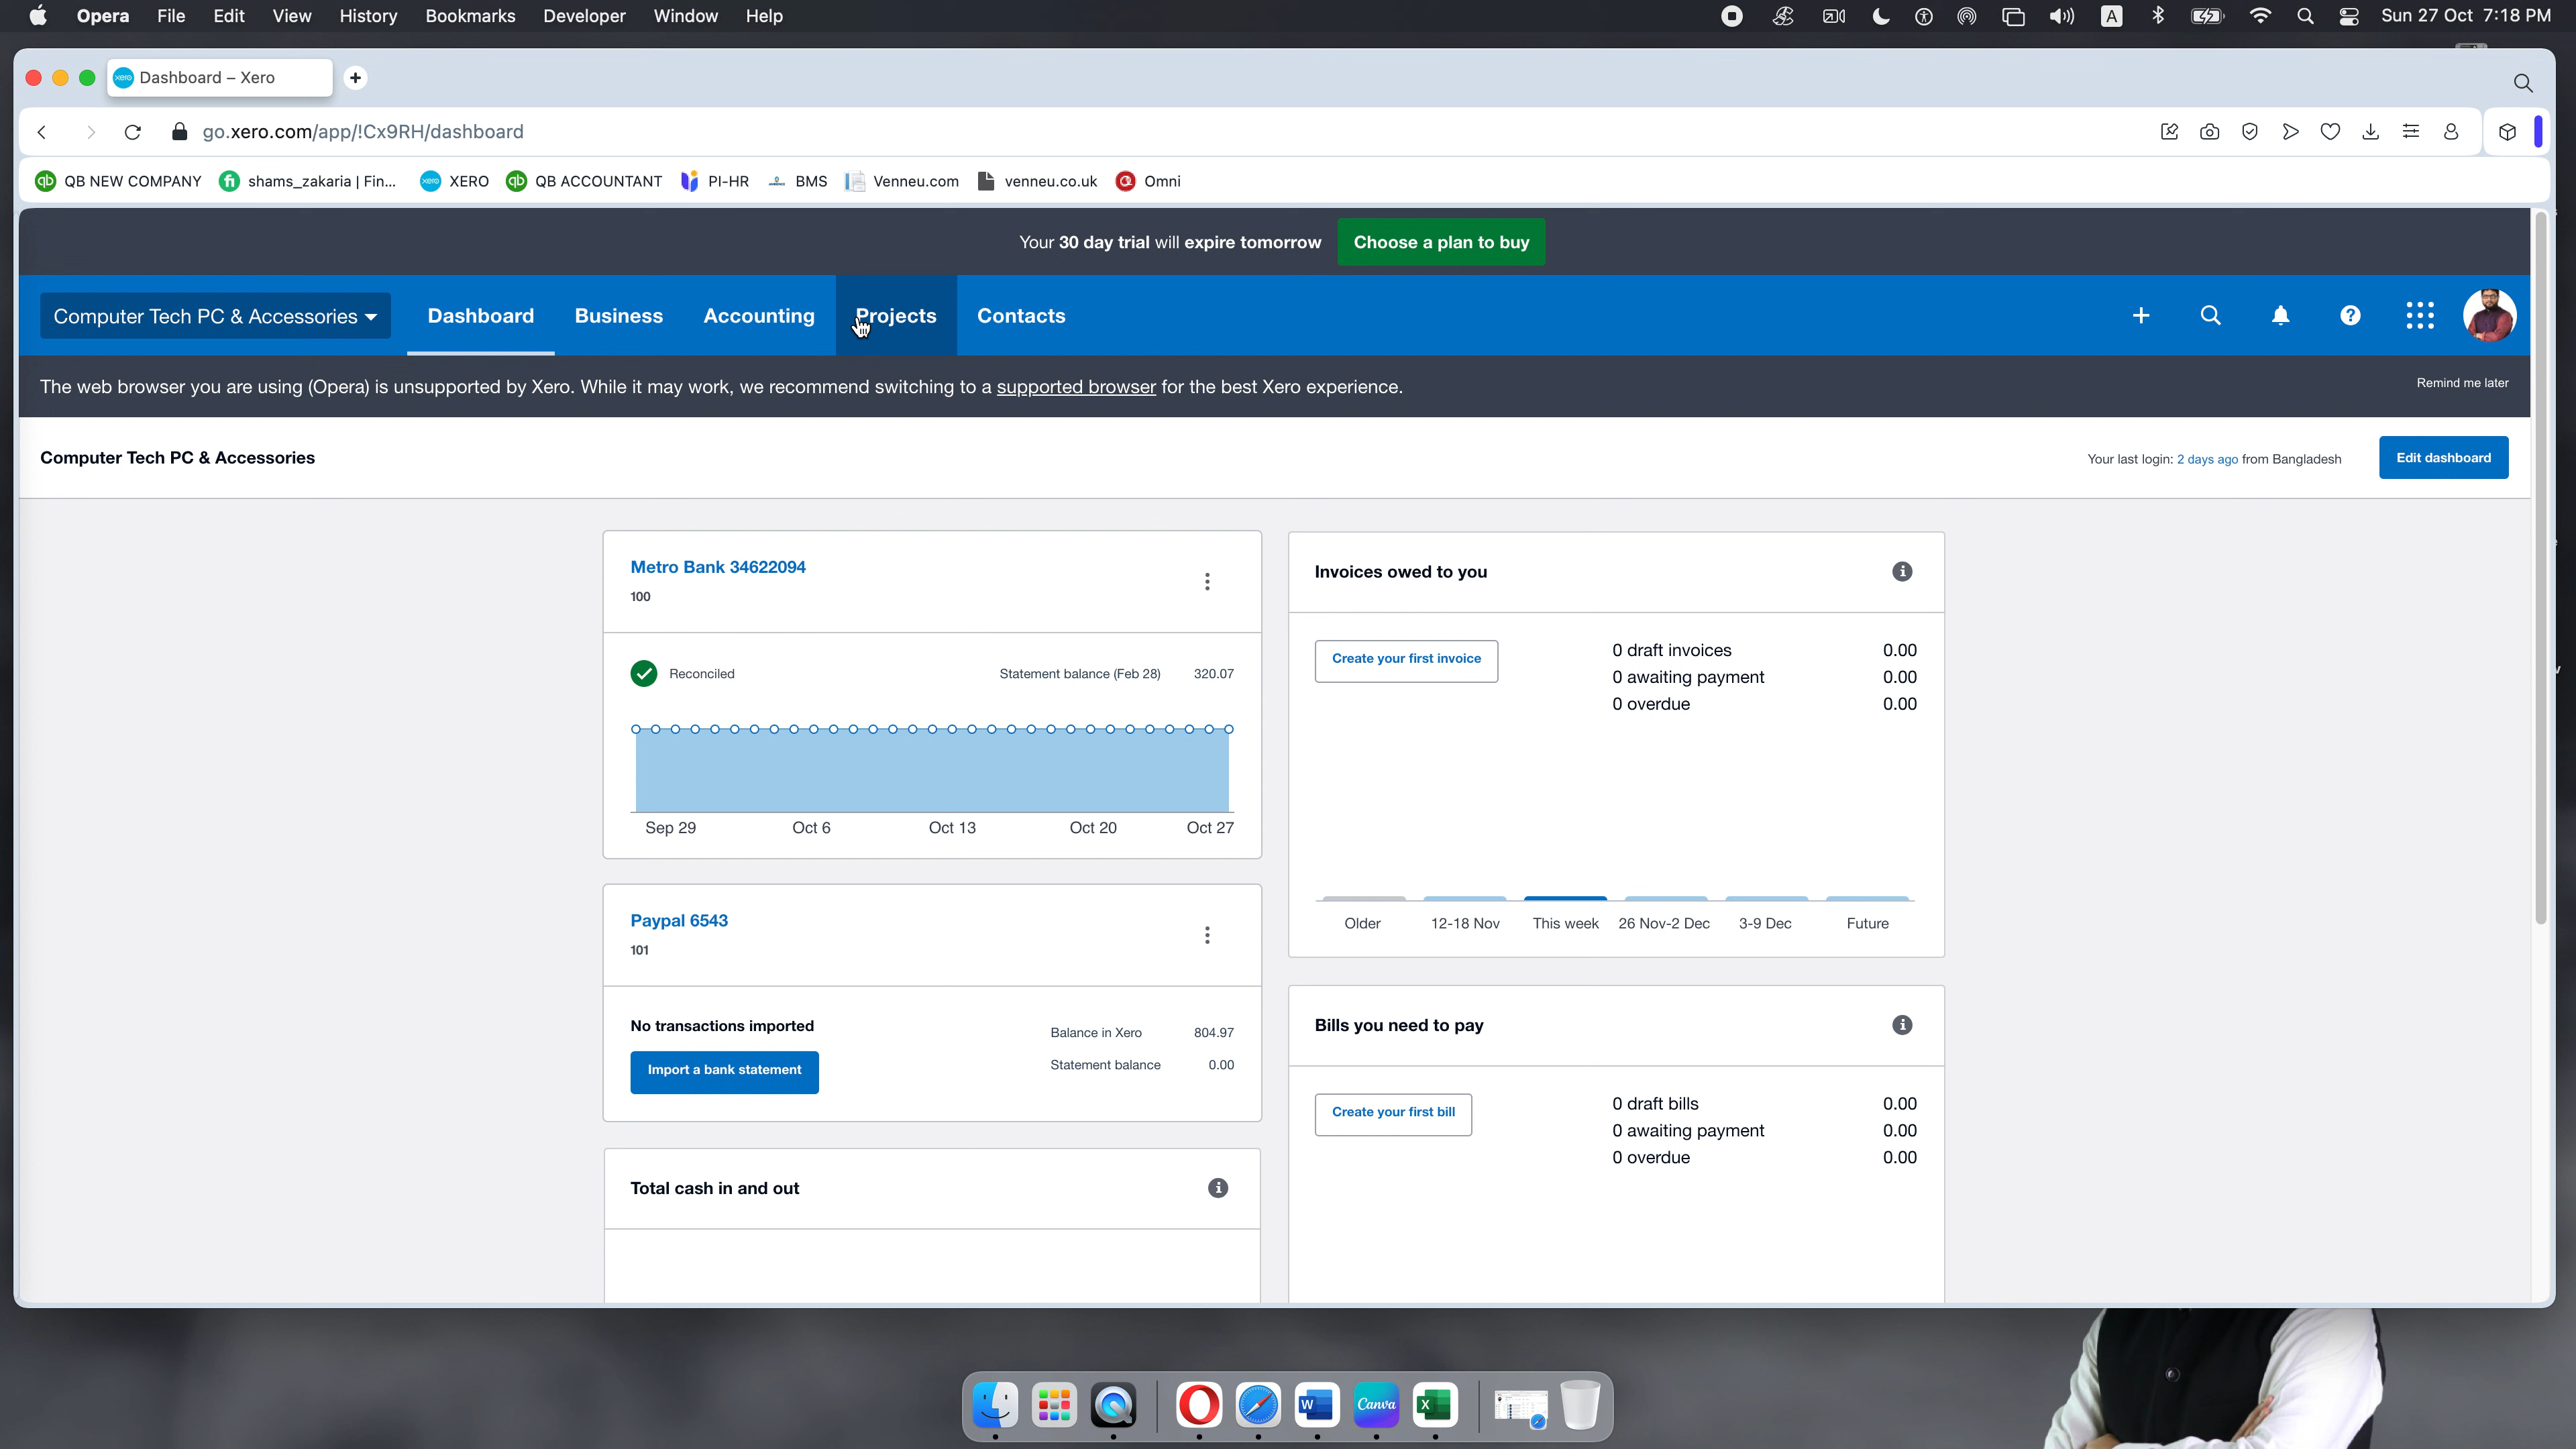 Opera File Edit View History Bookmarks Developer Window Help
A Sun 27 Oct 7:18 PM
xero Dashboard – Xero +
go.xero.com/app/!Cx9RH/dashboard
qb QB NEW COMPANY fi shams_zakaria | Fin... xero XERO qb QB ACCOUNTANT PI-HR BMS Venneu.com venneu.co.uk Omni
Your 30 day trial will expire tomorrow Choose a plan to buy
Computer Tech PC & Accessories Dashboard Business Accounting Projects Contacts
The web browser you are using (Opera) is unsupported by Xero. While it may work, we recommend switching to a supported browser for the best Xero experience. Remind me later
Computer Tech PC & Accessories Your last login: 2 days ago from Bangladesh Edit dashboard
Metro Bank 34622094
100
Reconciled Statement balance (Feb 28) 320.07
Sep 29 Oct 6 Oct 13 Oct 20 Oct 27
Paypal 6543
101
No transactions imported Balance in Xero 804.97
Import a bank statement Statement balance 0.00
Total cash in and out
Invoices owed to you
Create your first invoice
0 draft invoices 0.00
0 awaiting payment 0.00
0 overdue 0.00
Older 12-18 Nov This week 26 Nov-2 Dec 3-9 Dec Future
Bills you need to pay
Create your first bill
0 draft bills 0.00
0 awaiting payment 0.00
0 overdue 0.00
W Canva X